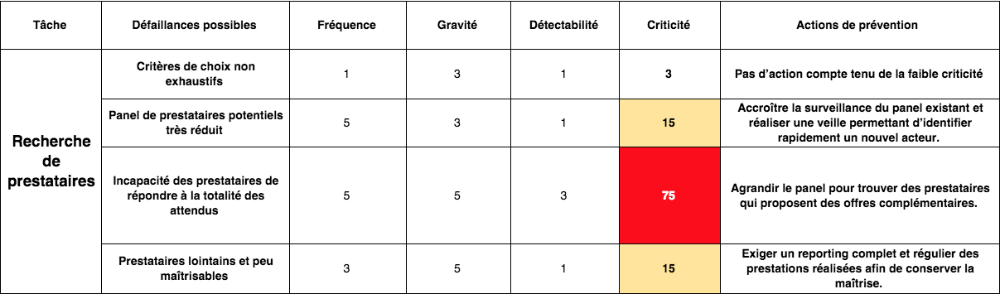 Tâche
Défaillances possibles
Fréquence
Gravité
Détectabilité
Criticité
Actions de prévention
Recherche
de
prestataires
Critères de choix non
exhaustifs
1
3
1
3
Pas d’action compte tenu de la faible criticité
Panel de prestataires potentiels
très réduit
5
3
1
15
Accroître la surveillance du panel existant et
réaliser une veille permettant d’identifier
rapidement un nouvel acteur.
Incapacité des prestataires de
répondre à la totalité des
attendus
5
5
3
75
Agrandir le panel pour trouver des prestataires
qui proposent des offres complémentaires.
Prestataires lointains et peu
maîtrisables
3
5
1
15
Exiger un reporting complet et régulier des
prestations réalisées afin de conserver la
maîtrise.